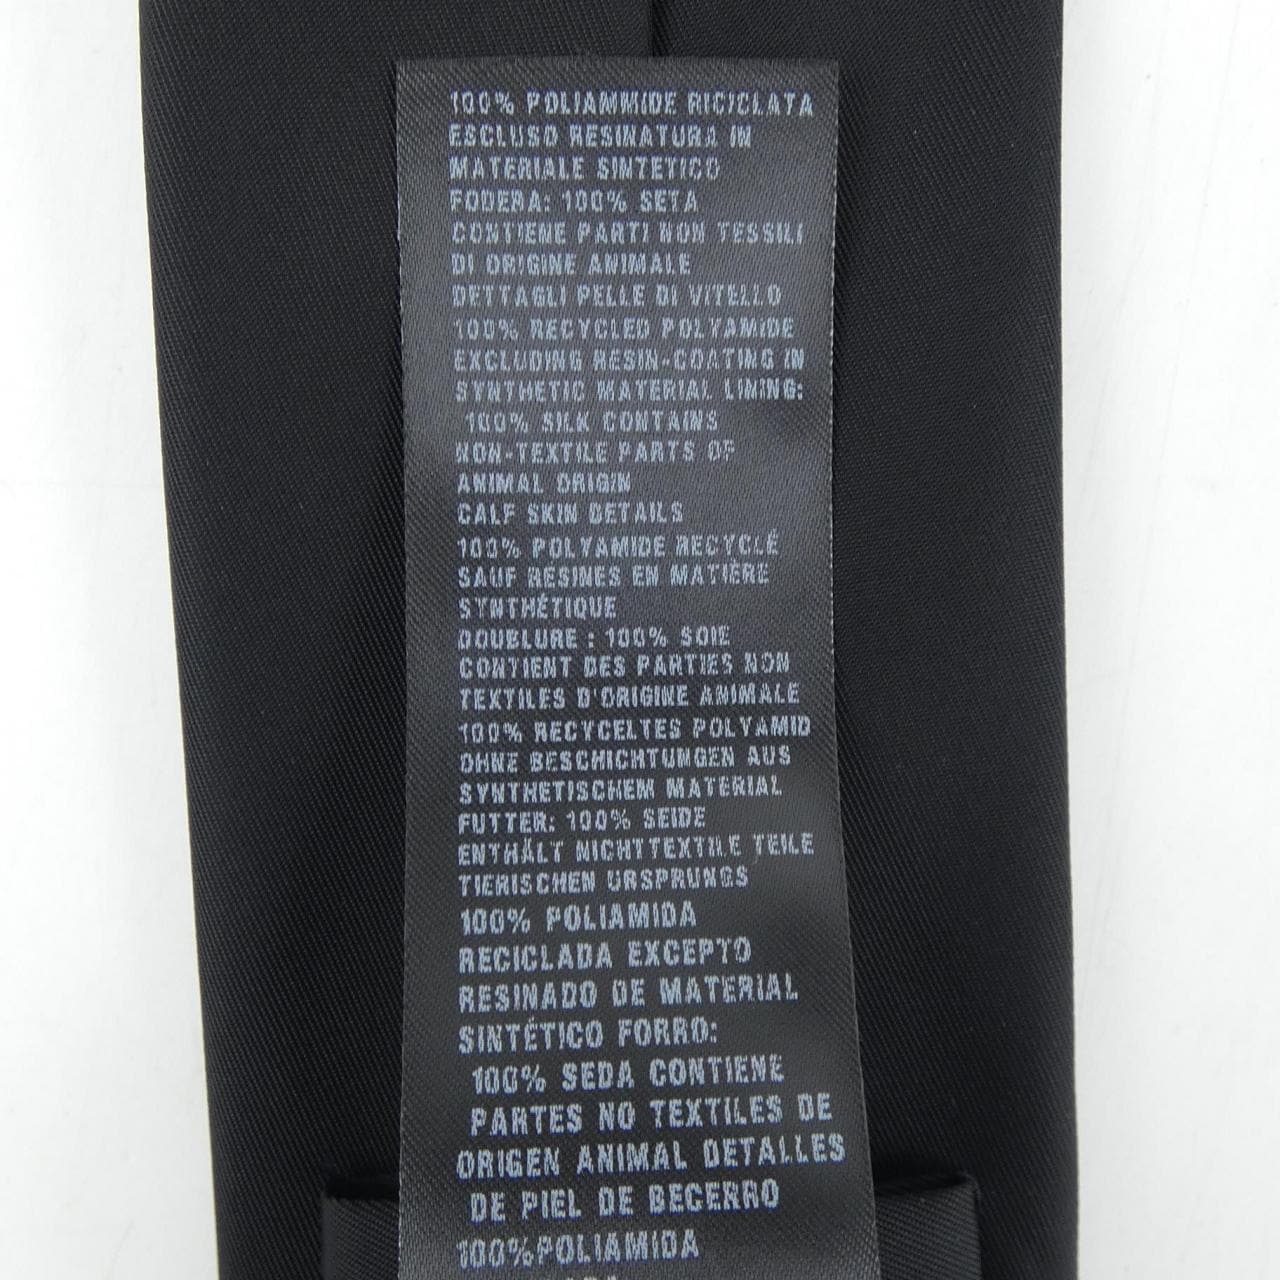 100% POLIAMMIDE RICICLATA
ESCLUSO RESINATURA IN
MATERIALE SINTETICO
FODERA: 100% SETA
CONTIENE PARTI NON TESSILI
DI ORIGINE ANIMALE
DETTAGLI PELLE DI VITELLO
100% RECYCLED POLYAMIDE
EXCLUDING RESIN-COATING IN
SYNTHETIC MATERIAL LINING:
100% SILK CONTAINS
NON-TEXTILE PARTS OF
ANIMAL ORIGIN
CALF SKIN DETAILS
100% POLYAMIDE RECYCLÉ
SAUF RÉSINES EN MATIÈRE
SYNTHÉTIQUE
DOUBLURE : 100% SOIE
CONTIENT DES PARTIES NON
TEXTILES D'ORIGINE ANIMALE
100% RECYCELTES POLYAMID
OHNE BESCHICHTUNGEN AUS
SYNTHETISCHEM MATERIAL
FUTTER: 100% SEIDE
ENTHÄLT NICHTTEXTILE TEILE
TIERISCHEN URSPRUNGS
100% POLIAMIDA
RECICLADA EXCEPTO
RESINADO DE MATERIAL
SINTÉTICO FORRO:
100% SEDA CONTIENE
PARTES NO TEXTILES DE
ORIGEN ANIMAL DETALLES
DE PIEL DE BECERRO
100%POLIAMIDA